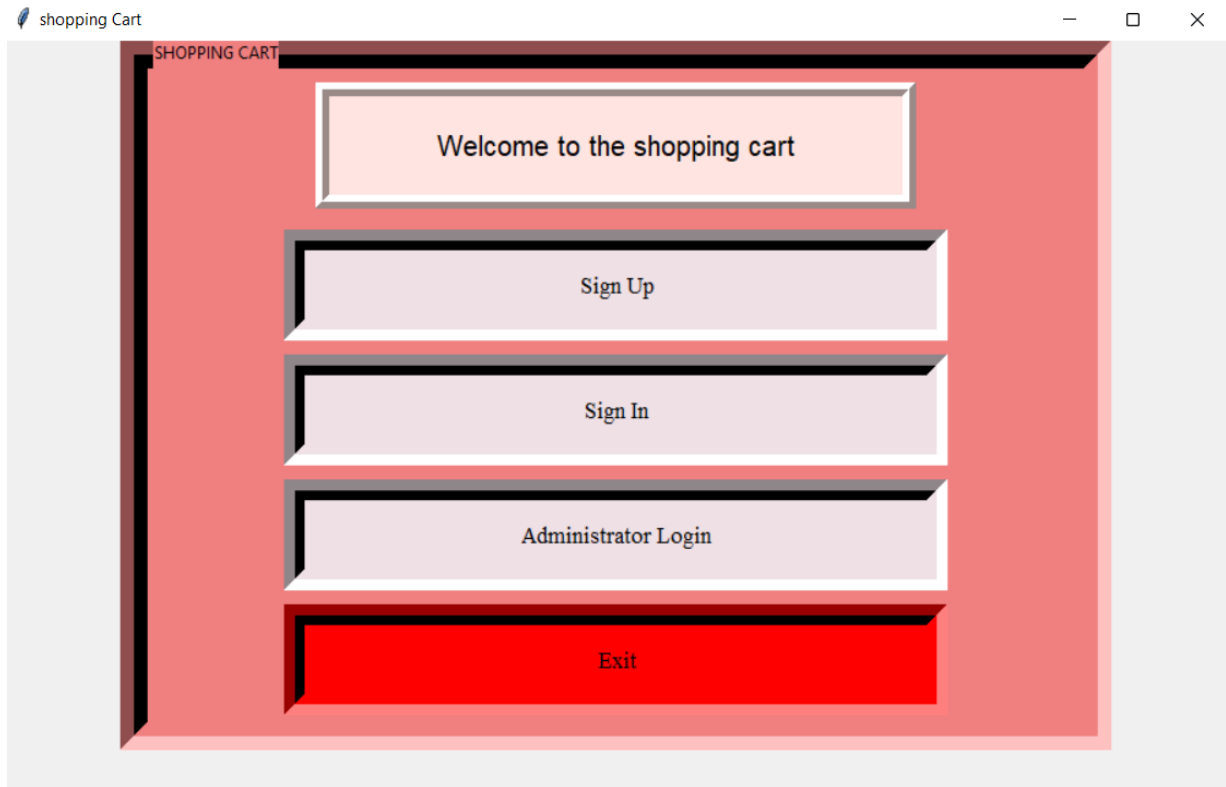 shopping Cart
SHOPPING CART
Welcome to the shopping cart
Sign Up
Sign In
Administrator Login
Exit